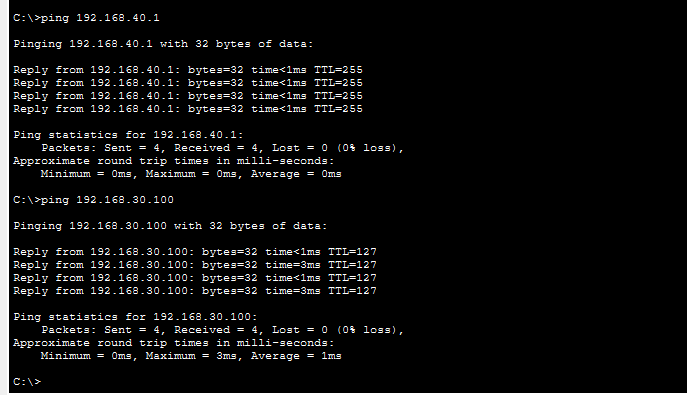 C:\>ping 192.168.40.1
Pinging 192.168.40.1 with 32 bytes of data:
Reply from 192.168.40.1: bytes=32 time<1ms TTL=255
Reply from 192.168.40.1: bytes=32 time<1ms TTL=255
Reply from 192.168.40.1: bytes=32 time<1ms TTL=255
Reply from 192.168.40.1: bytes=32 time<1ms TTL=255
Ping statistics for 192.168.40.1:
    Packets: Sent = 4, Received = 4, Lost = 0 (0% loss),
Approximate round trip times in milli-seconds:
    Minimum = 0ms, Maximum = 0ms, Average = 0ms
C:\>ping 192.168.30.100
Pinging 192.168.30.100 with 32 bytes of data:
Reply from 192.168.30.100: bytes=32 time<1ms TTL=127
Reply from 192.168.30.100: bytes=32 time=3ms TTL=127
Reply from 192.168.30.100: bytes=32 time<1ms TTL=127
Reply from 192.168.30.100: bytes=32 time=3ms TTL=127
Ping statistics for 192.168.30.100:
    Packets: Sent = 4, Received = 4, Lost = 0 (0% loss),
Approximate round trip times in milli-seconds:
    Minimum = 0ms, Maximum = 3ms, Average = 1ms
C:\>